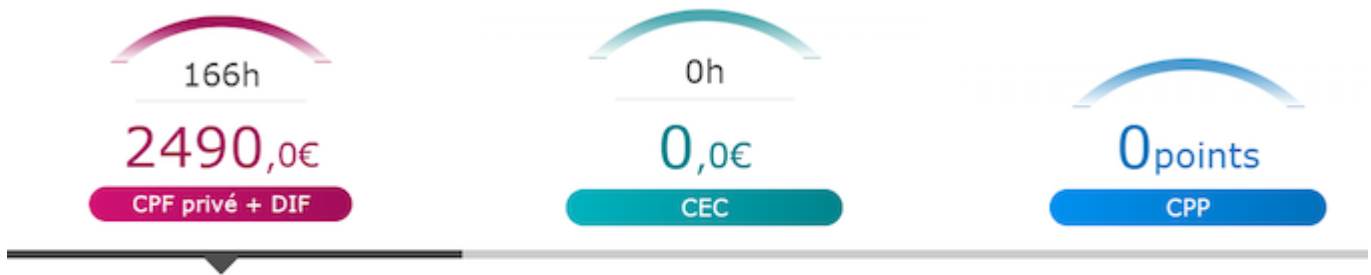 166h
2490,0€
CPF privé + DIF
0h
0,0€
CEC
0points
CPP